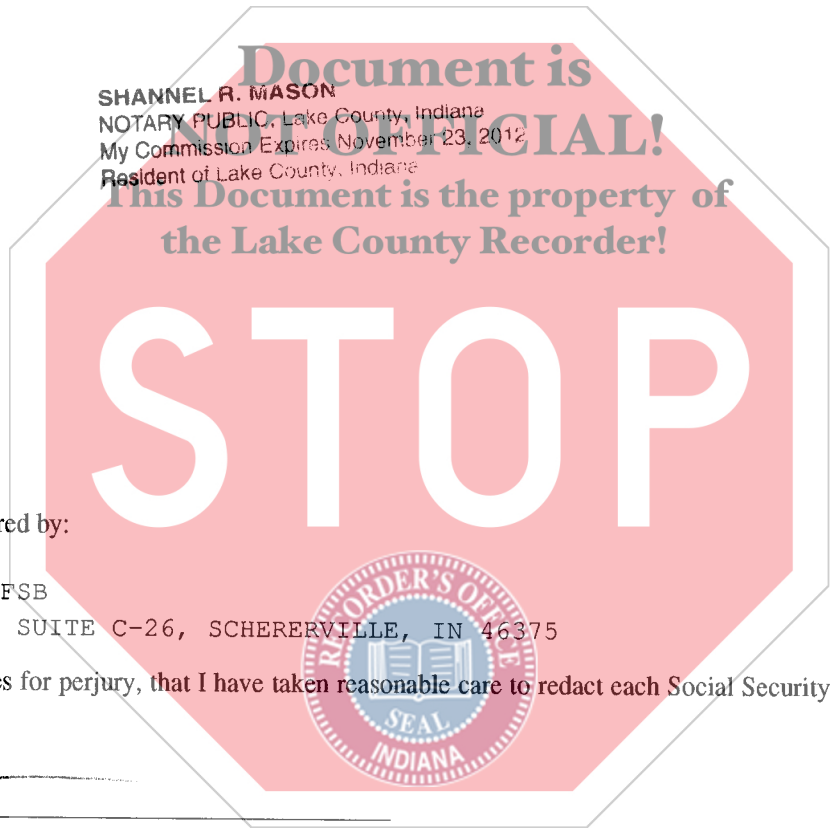 Document is
SHANNEL R. MASON
NOTARY PUBLIC, Lake County, Indiana
NOT OFFICIAL!
My Commission Expires November 23, 2012
Resident of Lake County, Indiana
This Document is the property of
the Lake County Recorder!
STOP
red by:
FSB
SUITE C-26, SCHERERVILLE, IN 46375
es for perjury, that I have taken reasonable care to redact each Social Security
RECORDER'S OFFICE
SEAL
INDIANA